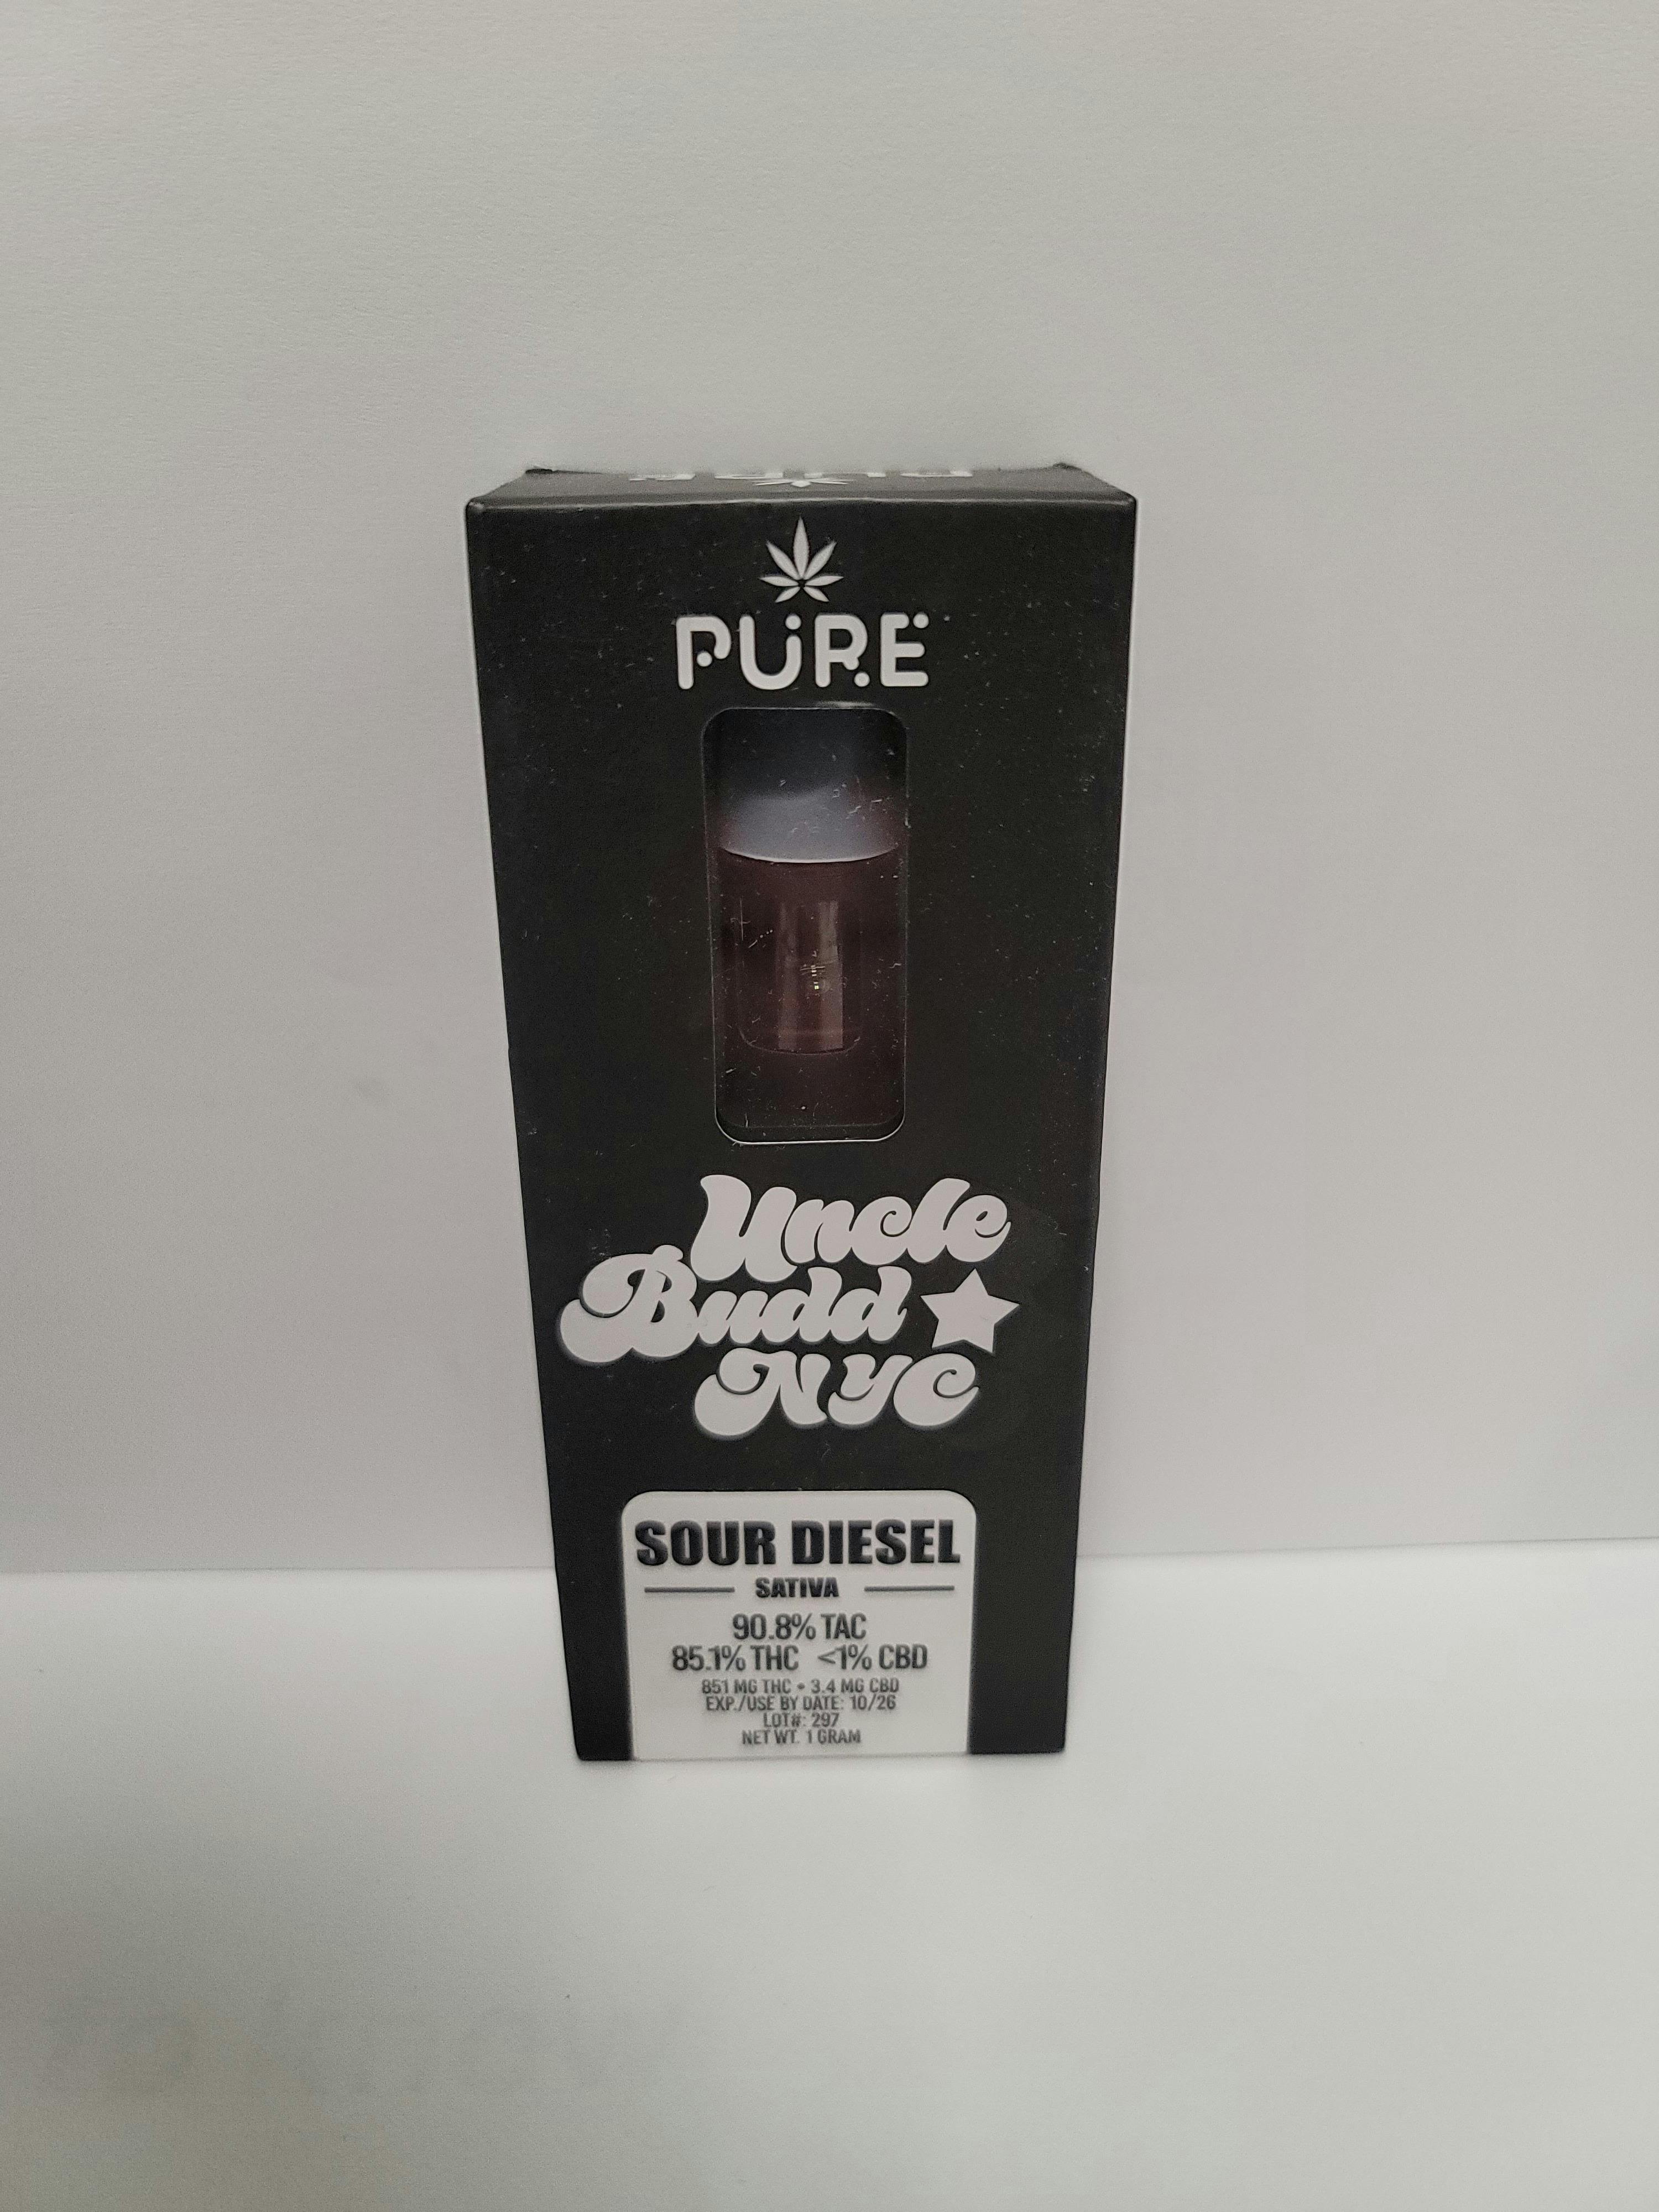 PURE
Uncle
Budd
NYC
SOUR DIESEL
SATIVA
90.8% TAC
85.1% THC <1% CBD
851 MG THC • 3.4 MG CBD
EXP./USE BY DATE: 10/26
LOT#: 297
NET WT. 1 GRAM